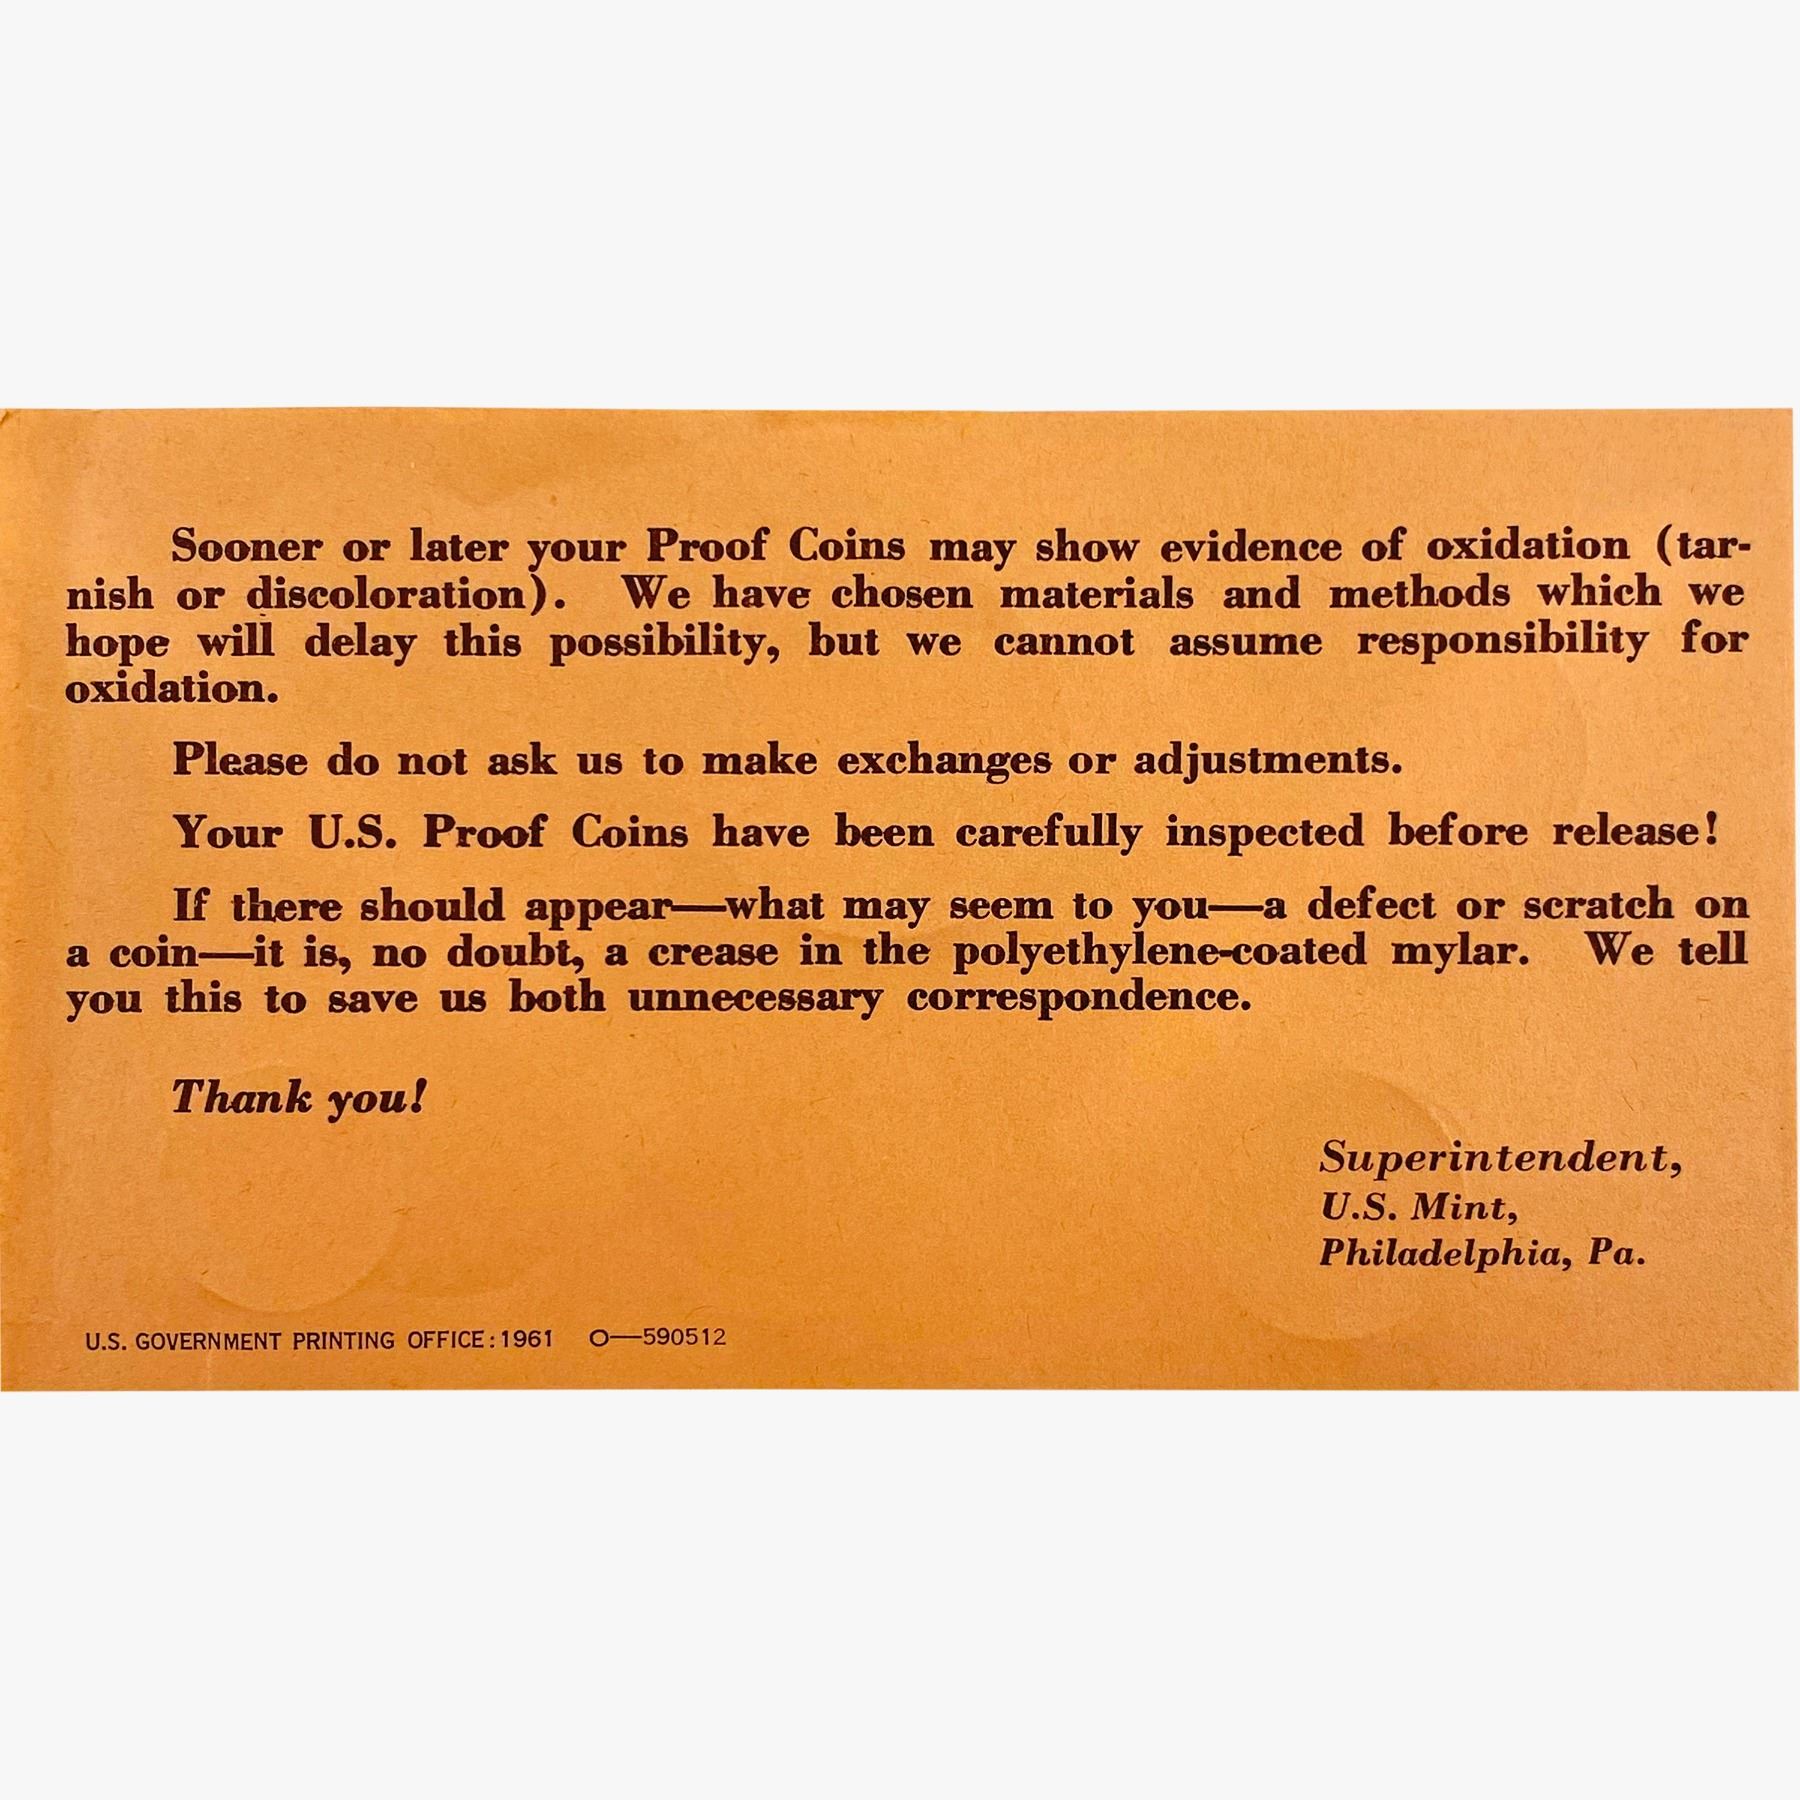 Sooner or later your Proof Coins may show evidence of oxidation (tar-
nish or discoloration). We have chosen materials and methods which we
hope will delay this possibility, but we cannot assume responsibility for
oxidation.
Please do not ask us to make exchanges or adjustments.
Your U.S. Proof Coins have been carefully inspected before release!
If there should appear—what may seem to you—a defect or scratch on
a coin—it is, no doubt, a crease in the polyethylene-coated mylar. We tell
you this to save us both unnecessary correspondence.
Thank you!
Superintendent,
U.S. Mint,
Philadelphia, Pa.
U.S. GOVERNMENT PRINTING OFFICE: 1961 O—590512